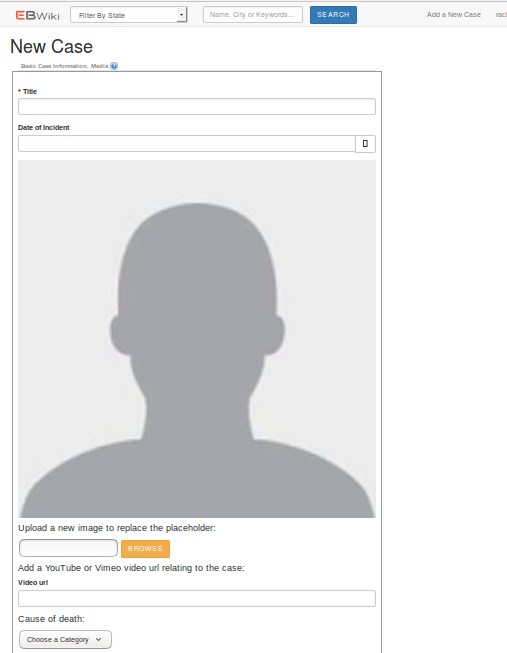 EBWiki Filter By State Name, City or Keywords... SEARCH Add a New Case
New Case
Basic Case Information, Media ?
* Title
Date of Incident
Upload a new image to replace the placeholder:
BROWSE
Add a YouTube or Vimeo video url relating to the case:
Video url
Cause of death:
Choose a Category